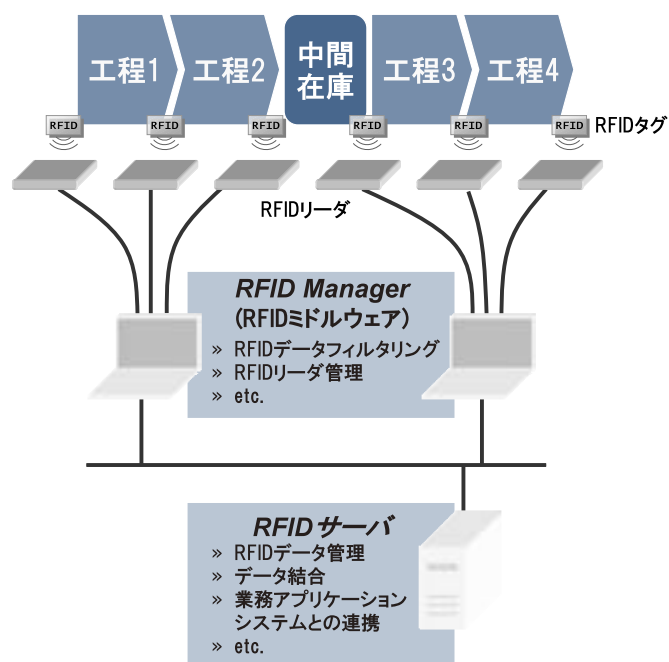 工程1
工程2
中間
在庫
工程3
工程4
RFID
RFID
RFID
RFID
RFID
RFID
RFIDタグ
RFIDリーダ
RFID Manager
(RFIDミドルウェア)
» RFIDデータフィルタリング
» RFIDリーダ管理
» etc.
RFIDサーバ
» RFIDデータ管理
» データ結合
» 業務アプリケーション
システムとの連携
» etc.